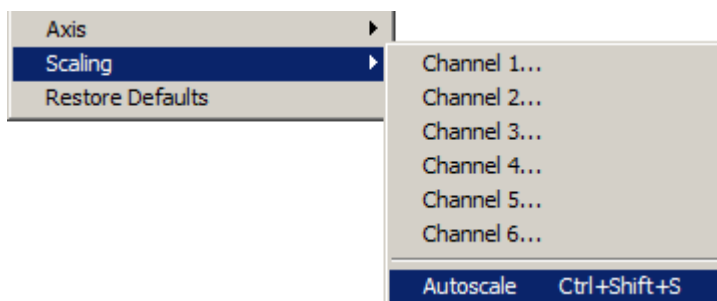 Axis
Scaling
Restore Defaults
Channel 1...
Channel 2...
Channel 3...
Channel 4...
Channel 5...
Channel 6...
Autoscale Ctrl+Shift+S